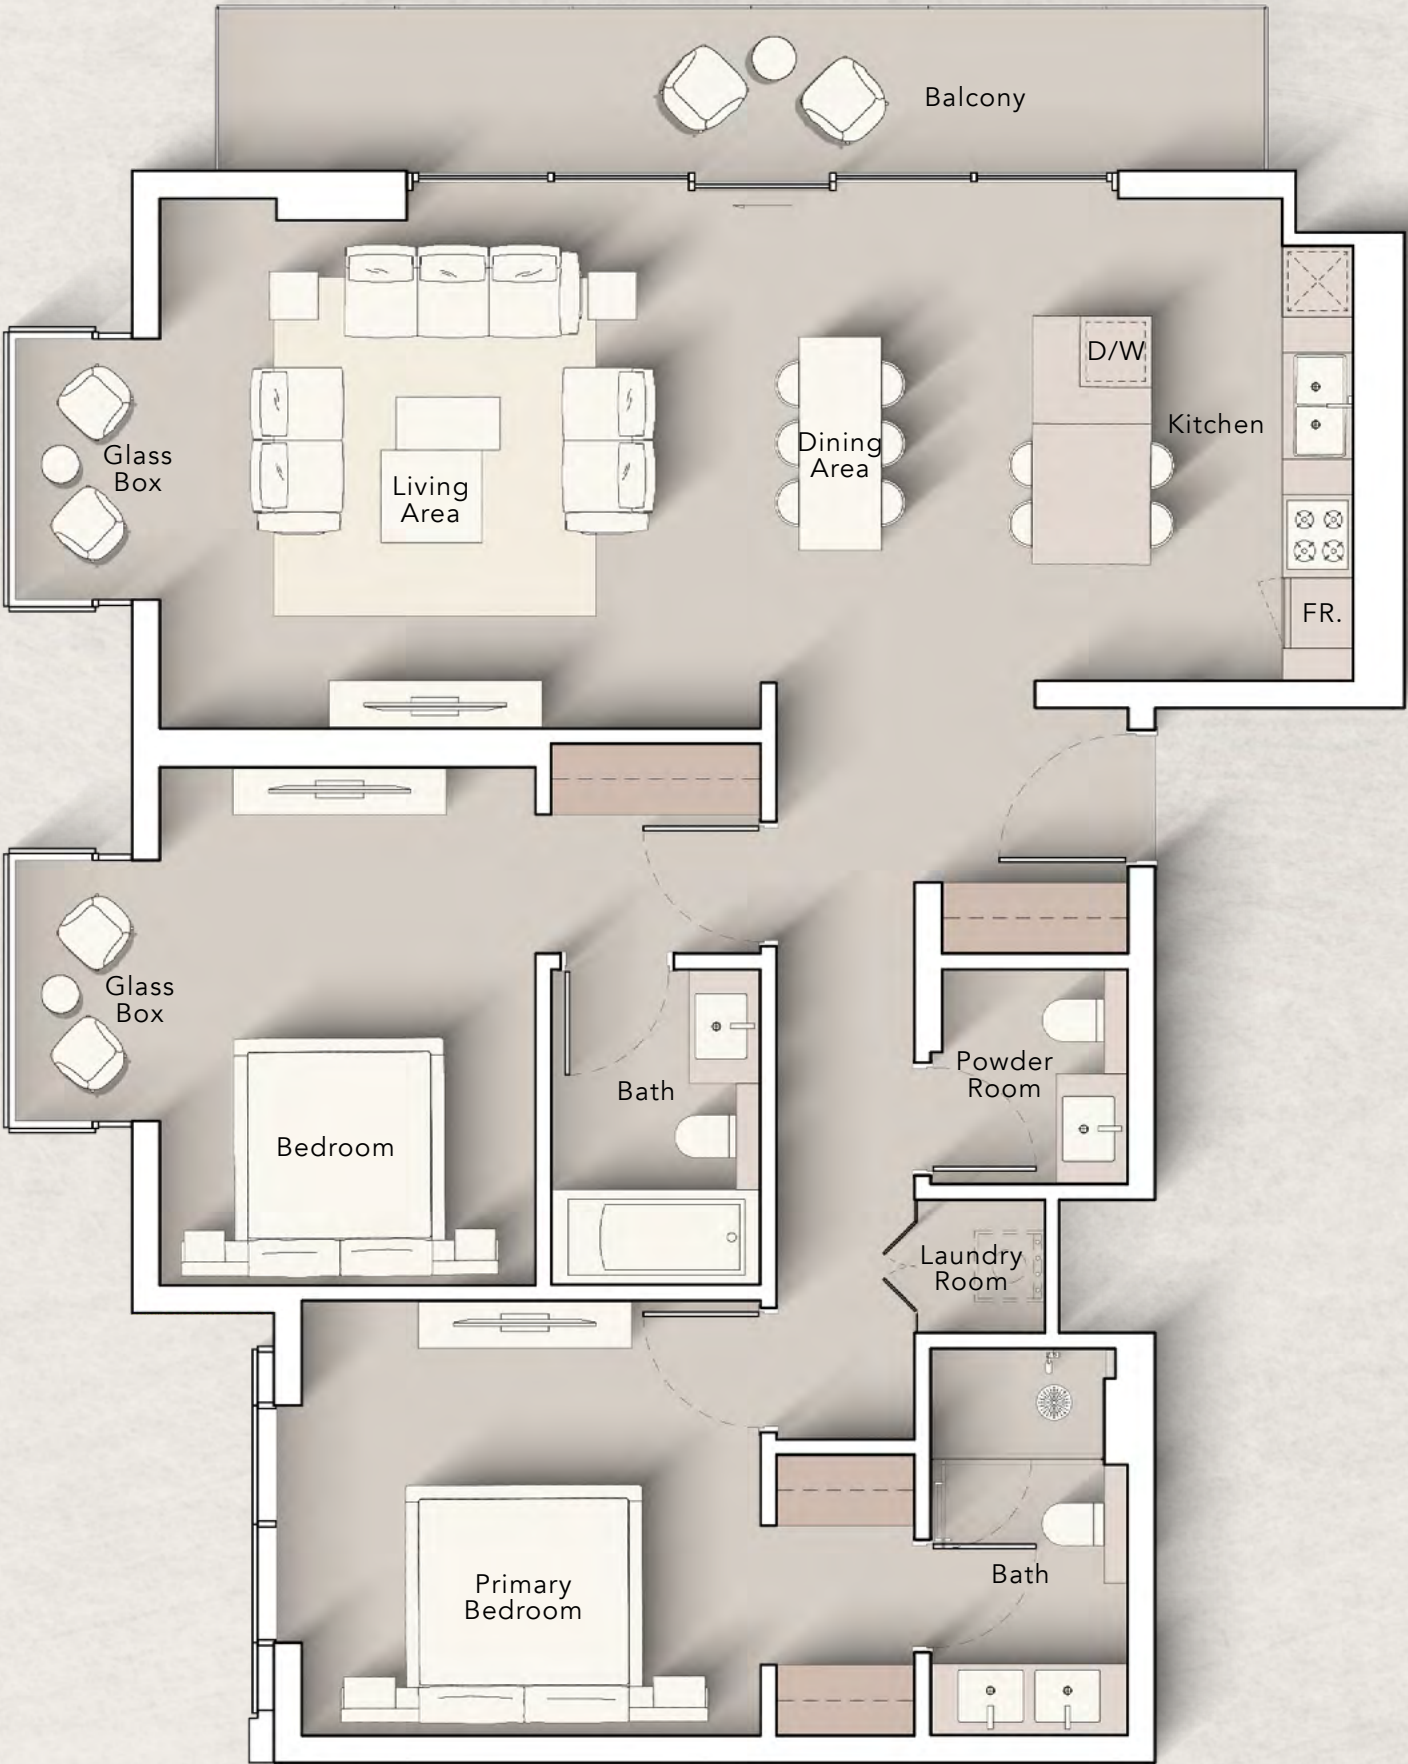 Balcony
D/W
Kitchen
Glass
Box
Dining
Area
Living
Area
FR.
Glass
Box
Powder
Room
Bath
Bedroom
Laundry
Room
Primary
Bedroom
Bath